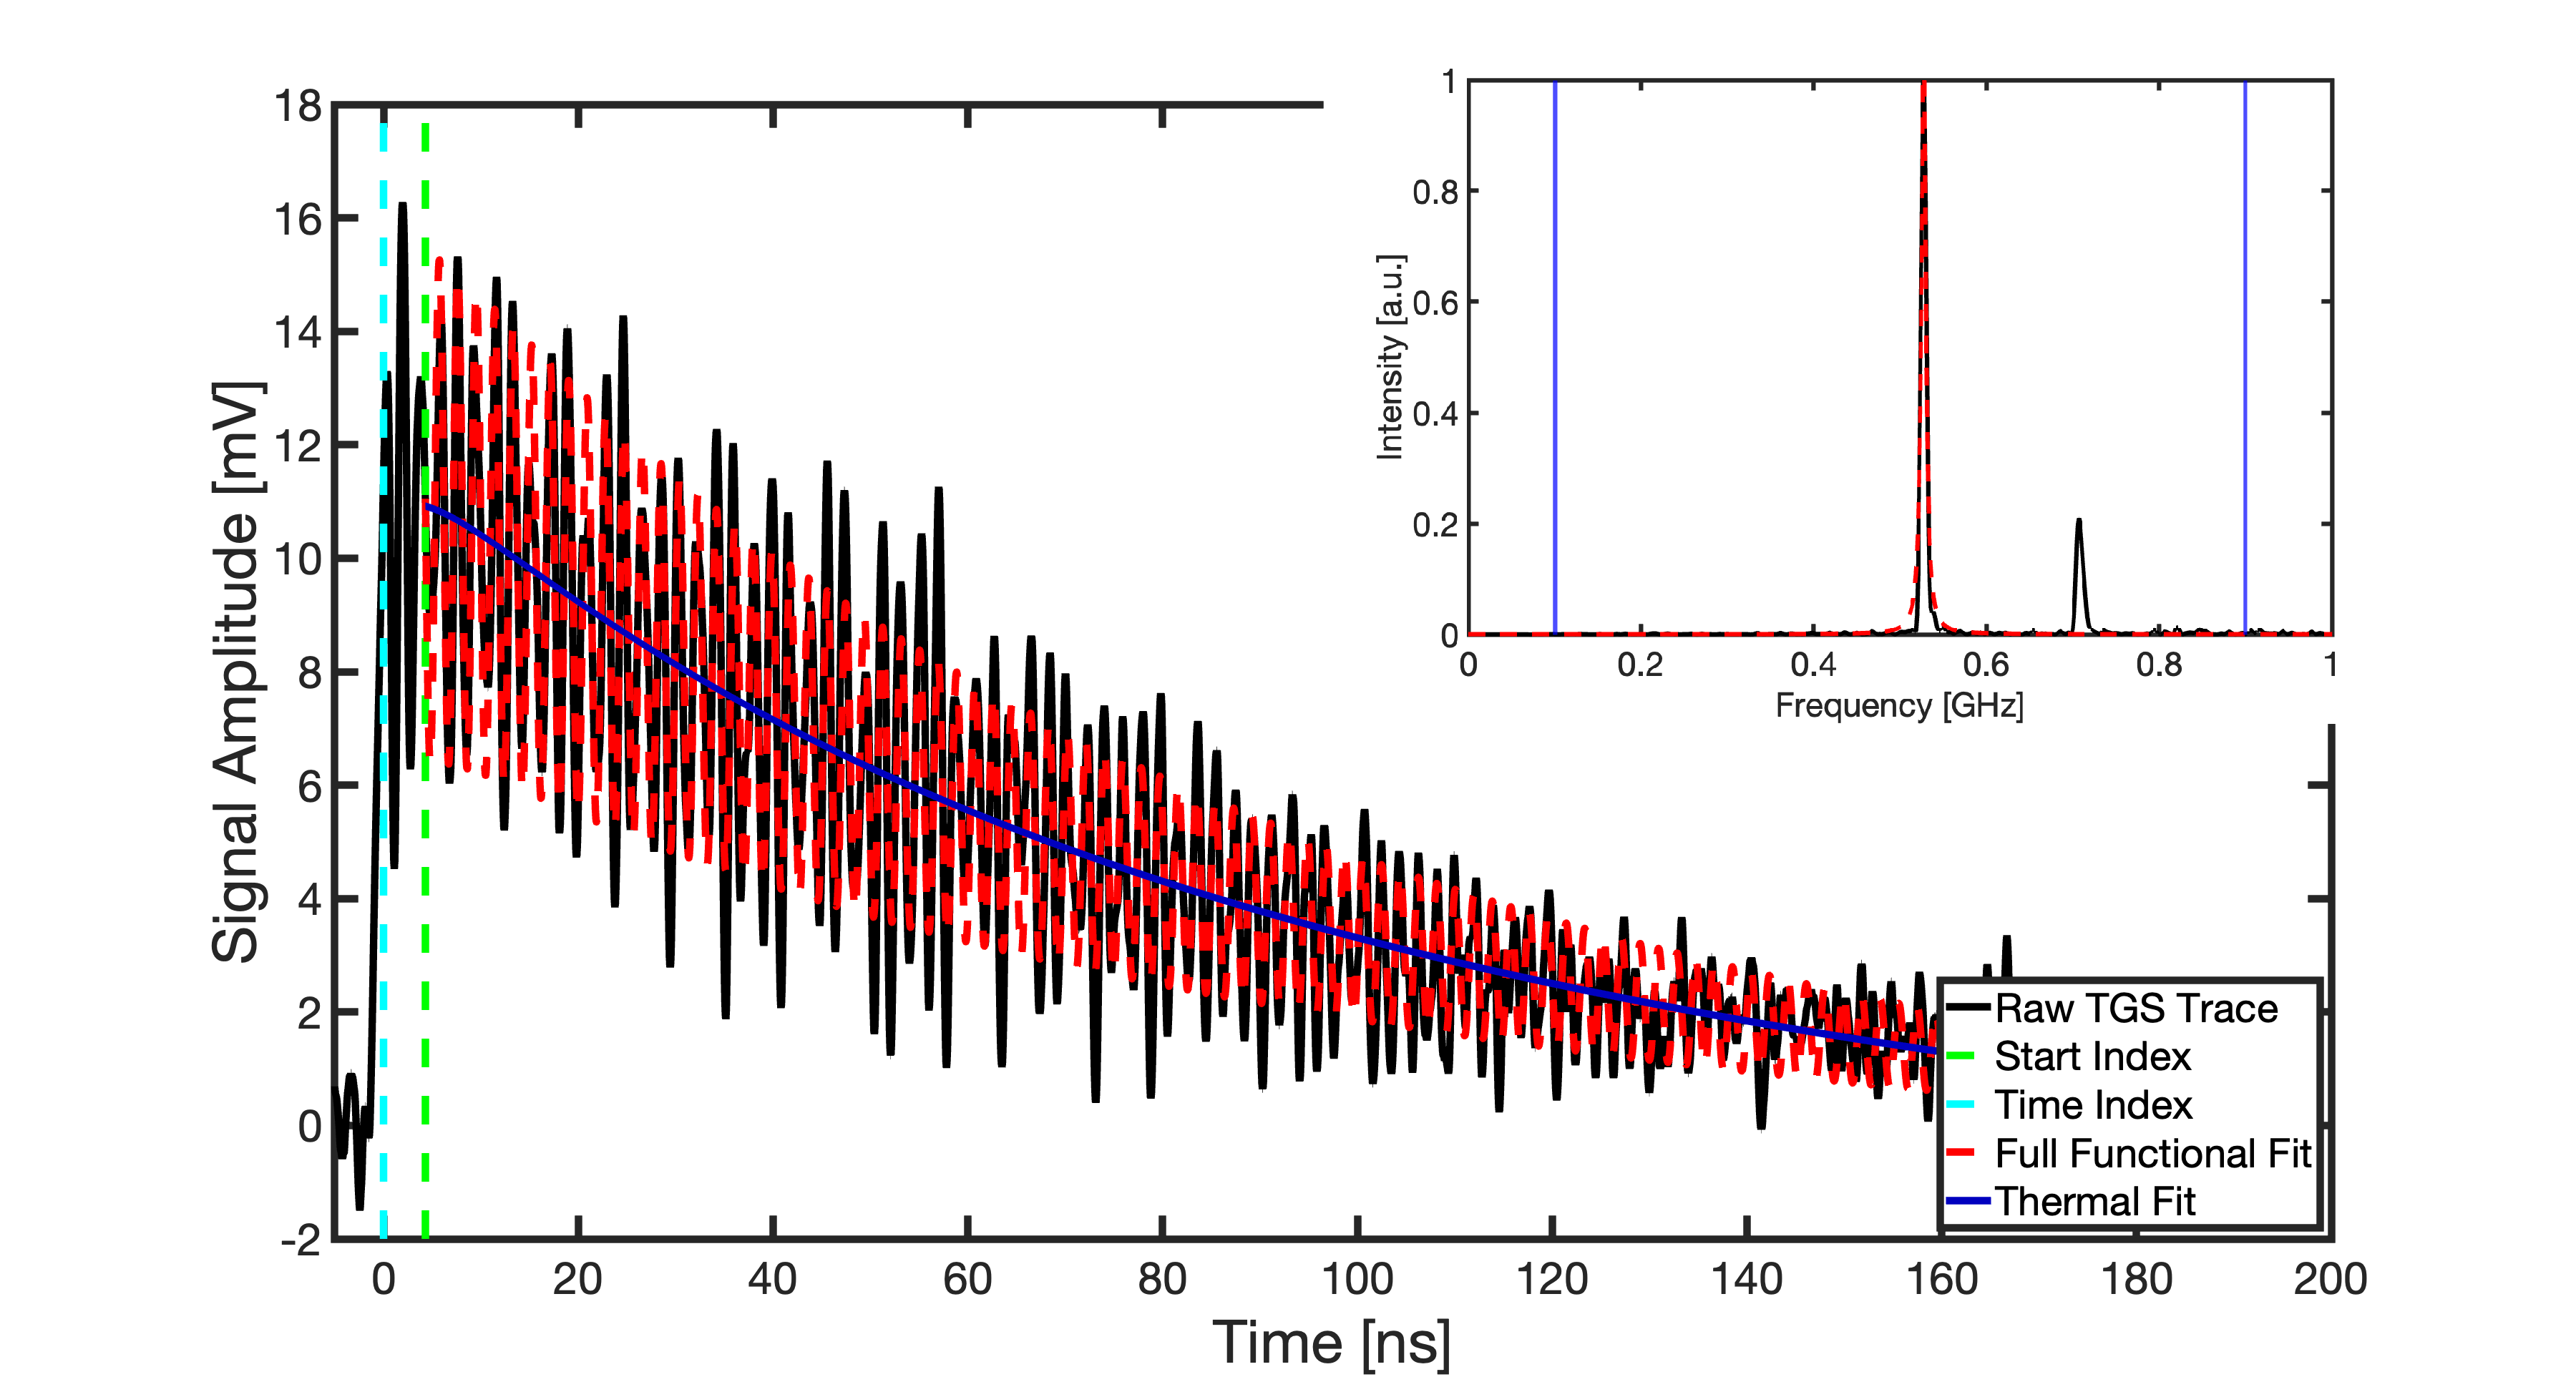 18
16
14
12
10
8
6
4
2
0
-2
Signal Amplitude [mV]
0 20 40 60 80 100 120 140 160 180 200
Time [ns]
1
0.8
0.6
0.4
0.2
0
Intensity [a.u.]
0 0.2 0.4 0.6 0.8 1
Frequency [GHz]
Raw TGS Trace
Start Index
Time Index
Full Functional Fit
Thermal Fit